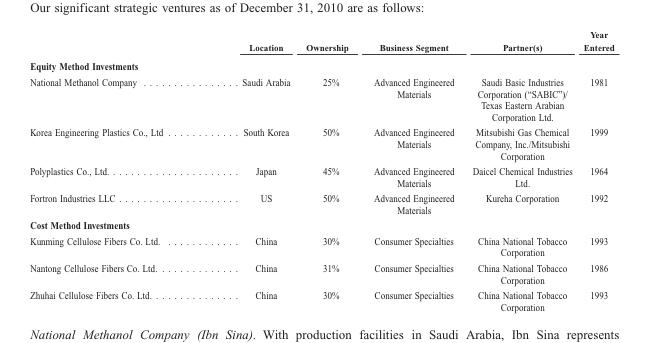 Our significant strategic ventures as of December 31, 2010 are as follows:
Year
Location Ownership Business Segment Partner(s) Entered
Equity Method Investments
National Methanol Company . . . . . . . . . . . . . . . Saudi Arabia 25% Advanced Engineered Saudi Basic Industries 1981
Materials Corporation (“SABIC”)/
Texas Eastern Arabian
Corporation Ltd.
Korea Engineering Plastics Co., Ltd . . . . . . . . . . . South Korea 50% Advanced Engineered Mitsubishi Gas Chemical 1999
Materials Company, Inc./Mitsubishi
Corporation
Polyplastics Co., Ltd. . . . . . . . . . . . . . . . . . . . . Japan 45% Advanced Engineered Daicel Chemical Industries 1964
Materials Ltd.
Fortron Industries LLC . . . . . . . . . . . . . . . . . . . US 50% Advanced Engineered Kureha Corporation 1992
Materials
Cost Method Investments
Kunming Cellulose Fibers Co. Ltd. . . . . . . . . . . . . China 30% Consumer Specialties China National Tobacco 1993
Corporation
Nantong Cellulose Fibers Co. Ltd. . . . . . . . . . . . . China 31% Consumer Specialties China National Tobacco 1986
Corporation
Zhuhai Cellulose Fibers Co. Ltd. . . . . . . . . . . . . . China 30% Consumer Specialties China National Tobacco 1993
Corporation
National Methanol Company (Ibn Sina). With production facilities in Saudi Arabia, Ibn Sina represents